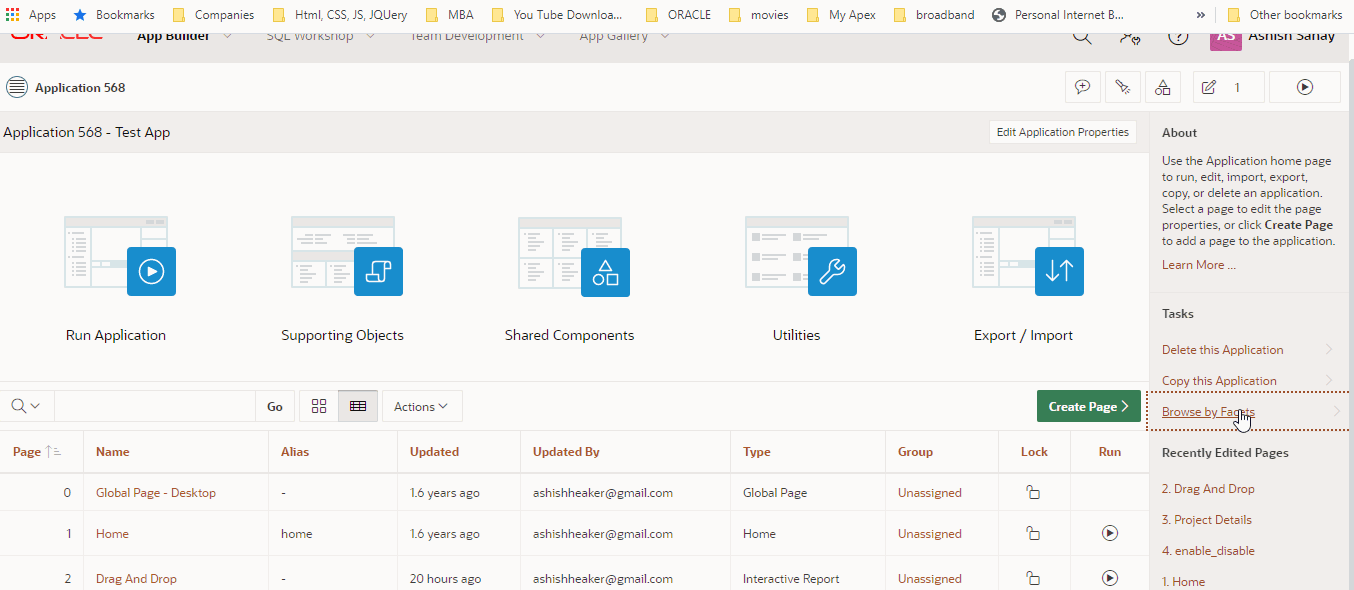 Apps Bookmarks Companies Html, CSS, JS, JQUery MBA You Tube Downloa... ORACLE movies My Apex broadband Personal Internet B... » Other bookmarks
App Builder SQL Workshop Team Development App Gallery AS Ashish Sahay
Application 568 1
Application 568 - Test App Edit Application Properties
Run Application Supporting Objects Shared Components Utilities Export / Import
Go Actions Create Page
Page Name Alias Updated Updated By Type Group Lock Run
0 Global Page - Desktop - 1.6 years ago ashishheaker@gmail.com Global Page Unassigned
1 Home home 1.6 years ago ashishheaker@gmail.com Home Unassigned
2 Drag And Drop - 20 hours ago ashishheaker@gmail.com Interactive Report Unassigned
About
Use the Application home page
to run, edit, import, export,
copy, or delete an application.
Select a page to edit the page
properties, or click Create Page
to add a page to the application.
Learn More ...
Tasks
Delete this Application
Copy this Application
Browse by Facets
Recently Edited Pages
2. Drag And Drop
3. Project Details
4. enable_disable
1. Home